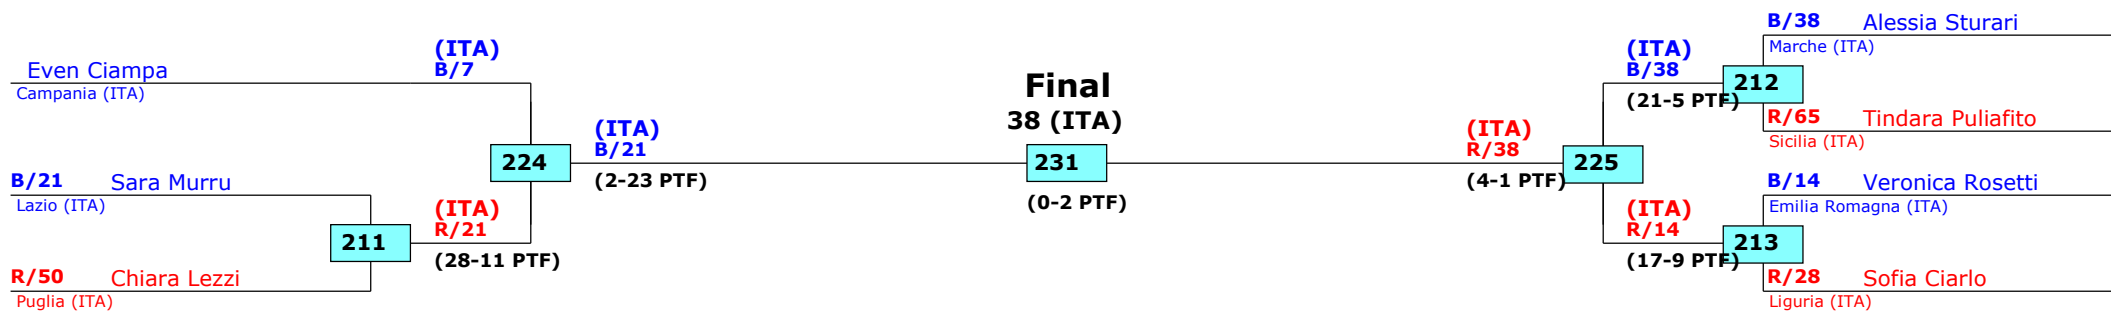 Even Ciampa
Campania (ITA)
(ITA)
B/7
B/21 Sara Murru
Lazio (ITA)
211
R/50 Chiara Lezzi
Puglia (ITA)
(ITA)
R/21
(28-11 PTF)
224
(ITA)
B/21
(2-23 PTF)
Final
38 (ITA)
231
(0-2 PTF)
(ITA)
R/38
(4-1 PTF)
225
(ITA)
B/38
(21-5 PTF)
212
B/38 Alessia Sturari
Marche (ITA)
R/65 Tindara Puliafito
Sicilia (ITA)
(ITA)
R/14
(17-9 PTF)
213
B/14 Veronica Rosetti
Emilia Romagna (ITA)
R/28 Sofia Ciarlo
Liguria (ITA)